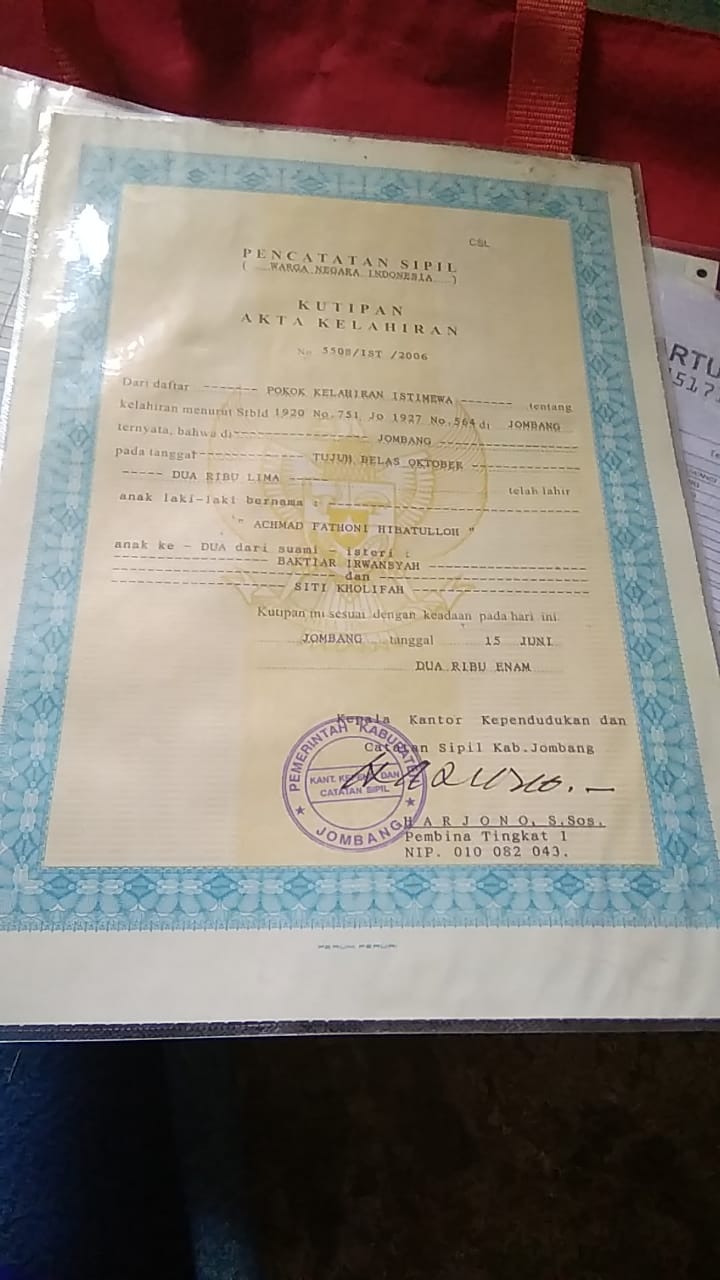 CSL
PENCATATAN SIPIL
( WARGA NEGARA INDONESIA )
KUTIPAN
AKTA KELAHIRAN
No 5508/IST /2006
Dari daftar ------- POKOK KELAHIRAN ISTIMEWA ------- tentang
kelahiran menurut Stbld 1920 No.751 Jo 1927 No.564 di JOMBANG
ternyata, bahwa di ------- JOMBANG -------
pada tanggal ------- TUJUH BELAS OKTOBER -------
----- DUA RIBU LIMA ------- telah lahir
anak laki-laki bernama : -------
" ACHMAD FATHONI HIBATULLOH "
anak ke - DUA dari suami - isteri :
------- BAKTIAR IRWANSYAH -------
------- dan -------
------- SITI KHOLIFAH -------
Kutipan ini sesuai dengan keadaan pada hari ini
JOMBANG tanggal 15 JUNI
DUA RIBU ENAM
Kepala Kantor Kependudukan dan
Catatan Sipil Kab.Jombang
PEMERINTAH KABUPATE
KANT. DAN
CATATAN SIPIL
JOMBANG
H A R J O N O, S.Sos.
Pembina Tingkat 1
NIP. 010 082 043.
PERUM PERURI
RTU